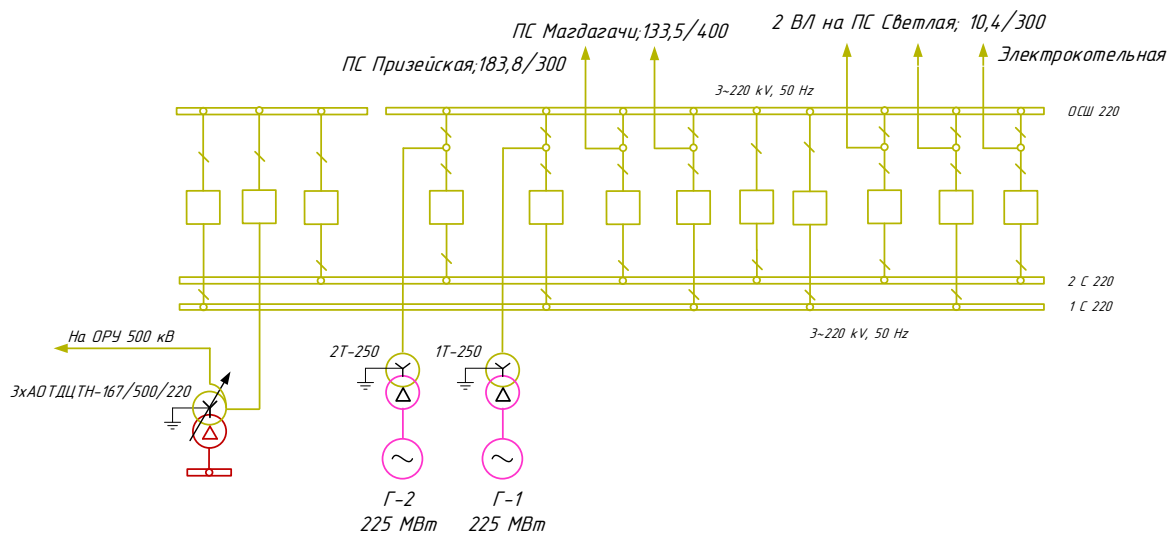 2 ВЛ на ПС Светлая; 10,4/300
ПС Магдагачи;133,5/400
Электрокотельная
ПС Призейская;183,8/300
3~220 kV, 50 Hz
ОСШ 220
2 С 220
1 С 220
3~220 kV, 50 Hz
На ОРУ 500 кВ
2Т-250
1Т-250
3хАОТДЦТН-167/500/220
Г-2
225 МВт
Г-1
225 МВт